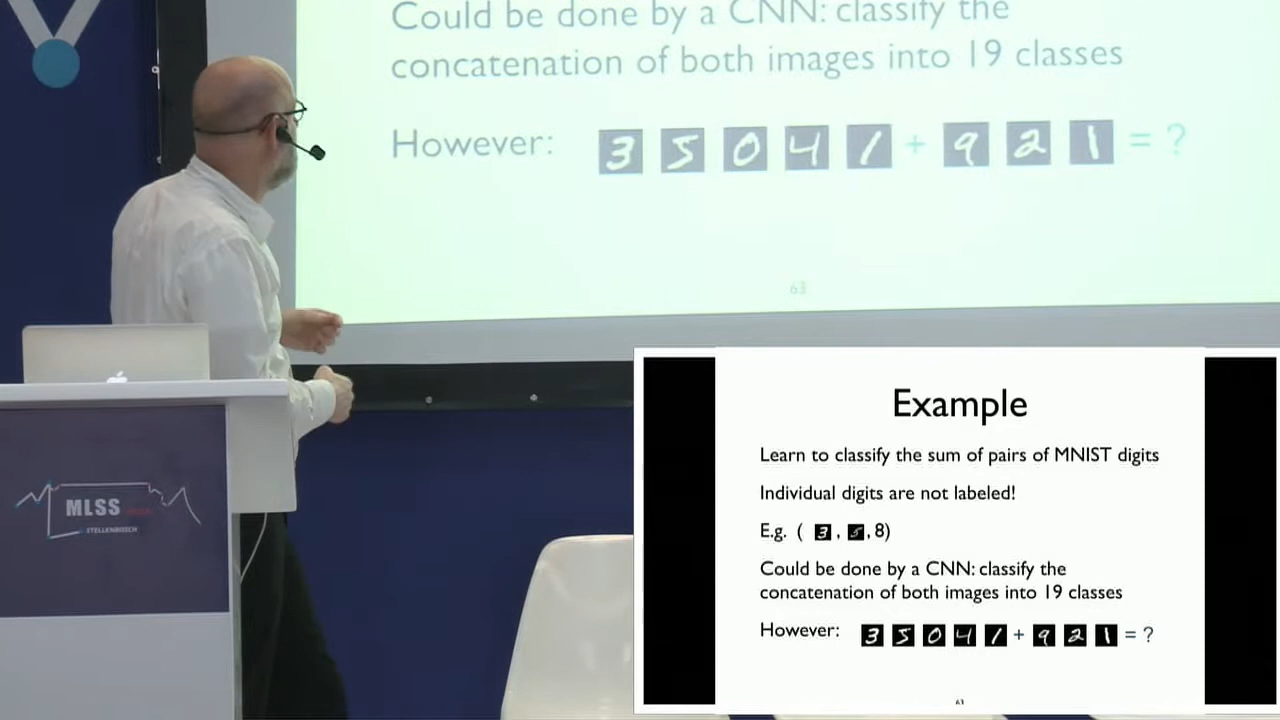 Could be done by a CNN: classify the
concatenation of both images into 19 classes
However: 3 5 0 4 1 + 9 2 1 = ?
63
MLSS
STELLENBOSCH
Example
Learn to classify the sum of pairs of MNIST digits
Individual digits are not labeled!
E.g. ( 3 , 5 , 8)
Could be done by a CNN: classify the
concatenation of both images into 19 classes
However: 3 5 0 4 1 + 9 2 1 = ?
63